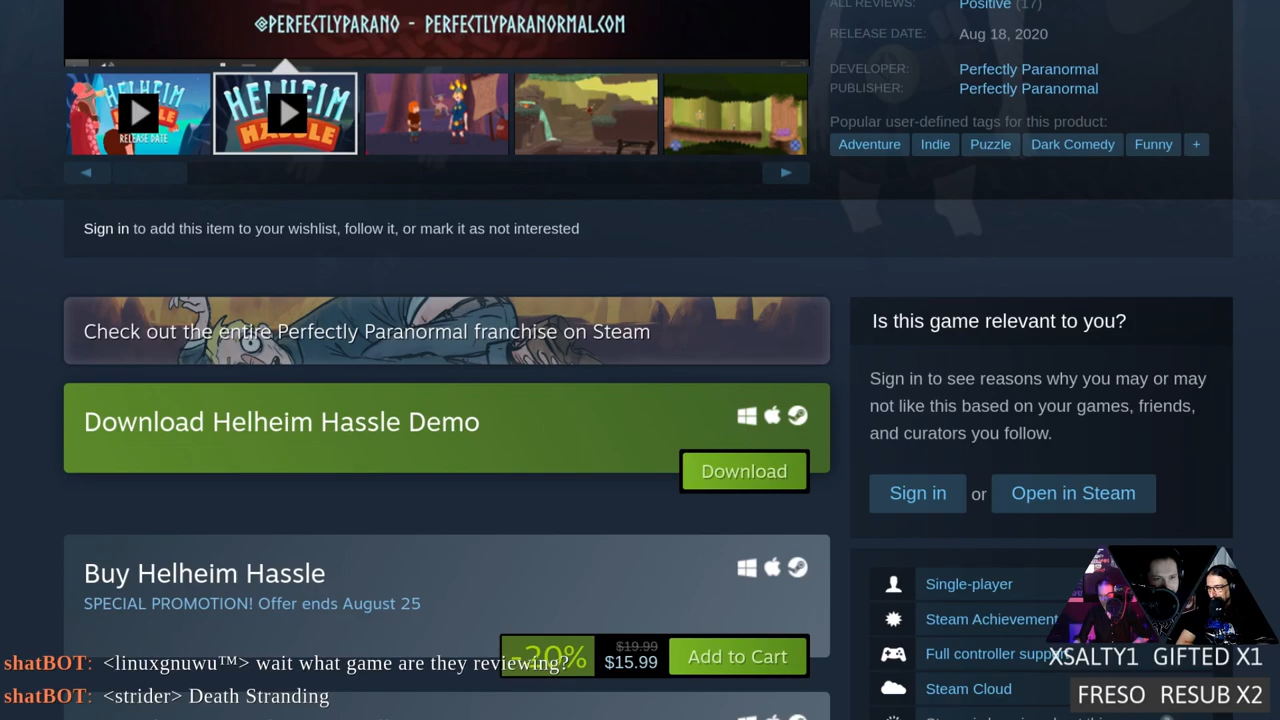 @PERFECTLYPARANO - PERFECTLYPARANORMAL.COM
ALL REVIEWS: Positive (17)
RELEASE DATE: Aug 18, 2020
DEVELOPER: Perfectly Paranormal
PUBLISHER: Perfectly Paranormal
Popular user-defined tags for this product:
Adventure Indie Puzzle Dark Comedy Funny +
HELHEIM HASSLE
RELEASE DATE
HELHEIM
HASSLE
Sign in to add this item to your wishlist, follow it, or mark it as not interested
Check out the entire Perfectly Paranormal franchise on Steam
Download Helheim Hassle Demo
Download
Buy Helheim Hassle
SPECIAL PROMOTION! Offer ends August 25
-20% $19.99 $15.99 Add to Cart
Is this game relevant to you?
Sign in to see reasons why you may or may
not like this based on your games, friends,
and curators you follow.
Sign in or Open in Steam
Single-player
Steam Achievement
Full controller support
Steam Cloud
shatBOT: <linuxgnuwu™> wait what game are they reviewing?
shatBOT: <strider> Death Stranding
XSALTY1 GIFTED X1
FRESO RESUB X2